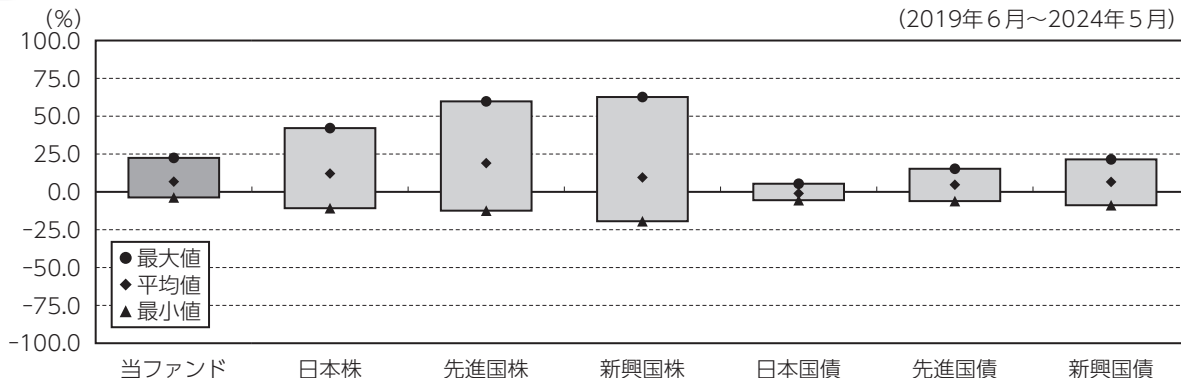 (%)
(2019年6月～2024年5月)
100.0
75.0
50.0
25.0
0.0
-25.0
-50.0
-75.0
-100.0
●最大値
◆平均値
▲最小値
当ファンド 日本株 先進国株 新興国株 日本国債 先進国債 新興国債